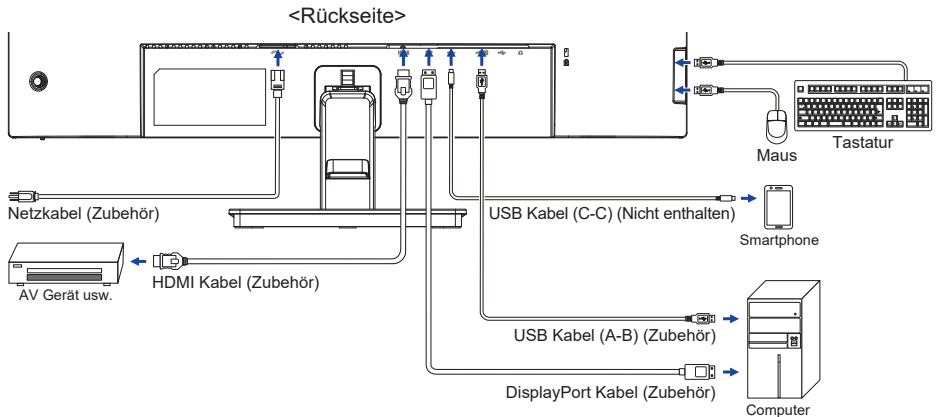 <Rückseite>
Maus
Tastatur
Netzkabel (Zubehör)
USB Kabel (C-C) (Nicht enthalten)
Smartphone
HDMI Kabel (Zubehör)
AV Gerät usw.
USB Kabel (A-B) (Zubehör)
DisplayPort Kabel (Zubehör)
Computer